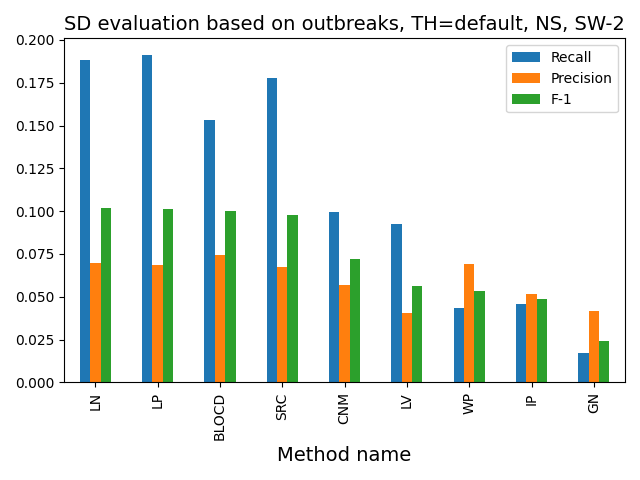 SD evaluation based on outbreaks, TH=default, NS, SW-2
Recall
Precision
F-1
0.200
0.175
0.150
0.125
0.100
0.075
0.050
0.025
0.000
LN
LP
BLOCD
SRC
CNM
LV
WP
IP
GN
Method name